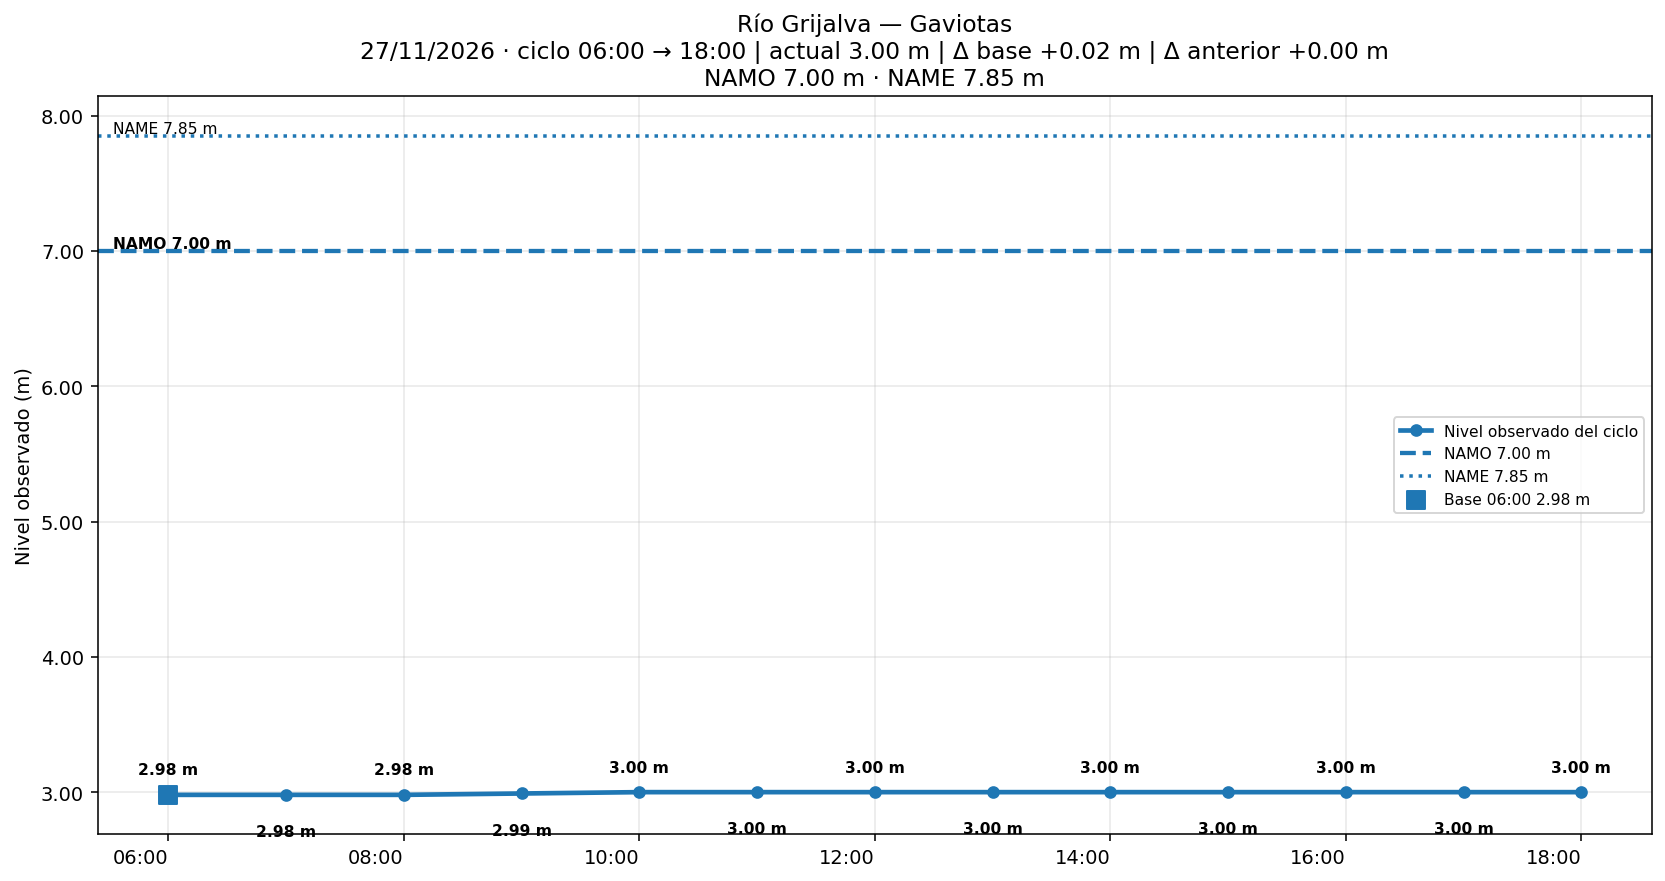 Río Grijalva — Gaviotas
27/11/2026 · ciclo 06:00 → 18:00 | actual 3.00 m | Δ base +0.02 m | Δ anterior +0.00 m
NAMO 7.00 m · NAME 7.85 m
8.00
NAME 7.85 m
NAMO 7.00 m
7.00
6.00
Nivel observado (m)
Nivel observado del ciclo
NAMO 7.00 m
NAME 7.85 m
Base 06:00 2.98 m
5.00
4.00
2.98 m 2.98 m 3.00 m 3.00 m 3.00 m 3.00 m 3.00 m
3.00
2.98 m 2.99 m 3.00 m 3.00 m 3.00 m 3.00 m
06:00 08:00 10:00 12:00 14:00 16:00 18:00